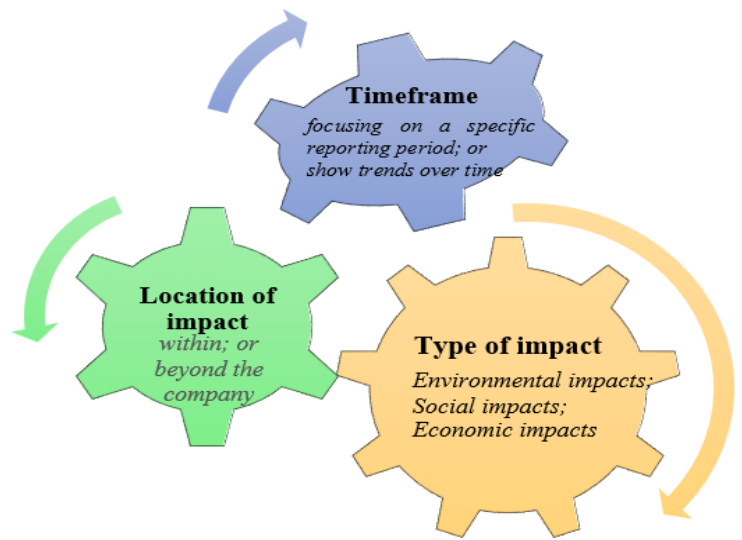 Timeframe
focusing on a specific
reporting period; or
show trends over time
Location of
impact
within; or
beyond the
company
Type of impact
Environmental impacts;
Social impacts;
Economic impacts